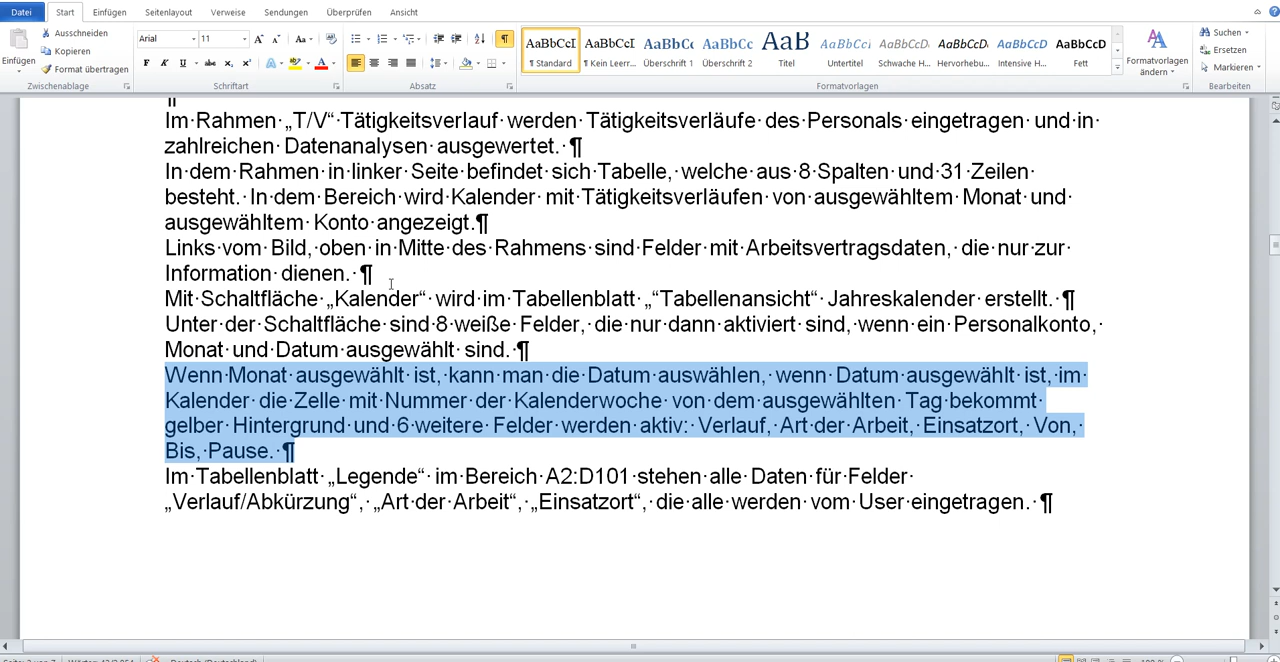 Datei Start Einfügen Seitenlayout Verweise Sendungen Überprüfen Ansicht
Einfügen
Ausschneiden
Kopieren
Format übertragen
Zwischenablage
Arial 11
F K U abc x₂ x²
Schriftart
Absatz
AaBbCcI AaBbCcI AaBbCc AaBbCc AaB AaBbCcI AaBbCcD AaBbCcD AaBbCcD AaBbCcD
¶ Standard ¶ Kein Leerr... Überschrift 1 Überschrift 2 Titel Untertitel Schwache H... Hervorhebu... Intensive H... Fett
Formatvorlagen ändern
Formatvorlagen
Suchen
Ersetzen
Markieren
Bearbeiten
Im Rahmen „T/V“ Tätigkeitsverlauf werden Tätigkeitsverläufe des Personals eingetragen und in
zahlreichen Datenanalysen ausgewertet. ¶
In dem Rahmen in linker Seite befindet sich Tabelle, welche aus 8 Spalten und 31 Zeilen
besteht. In dem Bereich wird Kalender mit Tätigkeitsverläufen von ausgewähltem Monat und
ausgewähltem Konto angezeigt.¶
Links vom Bild, oben in Mitte des Rahmens sind Felder mit Arbeitsvertragsdaten, die nur zur
Information dienen. ¶
Mit Schaltfläche „Kalender“ wird im Tabellenblatt „“Tabellenansicht“ Jahreskalender erstellt. ¶
Unter der Schaltfläche sind 8 weiße Felder, die nur dann aktiviert sind, wenn ein Personalkonto,
Monat und Datum ausgewählt sind. ¶
Wenn Monat ausgewählt ist, kann man die Datum auswählen, wenn Datum ausgewählt ist, im
Kalender die Zelle mit Nummer der Kalenderwoche von dem ausgewählten Tag bekommt
gelber Hintergrund und 6 weitere Felder werden aktiv: Verlauf, Art der Arbeit, Einsatzort, Von,
Bis, Pause. ¶
Im Tabellenblatt „Legende“ im Bereich A2:D101 stehen alle Daten für Felder
„Verlauf/Abkürzung“, „Art der Arbeit“, „Einsatzort“, die alle werden vom User eingetragen. ¶